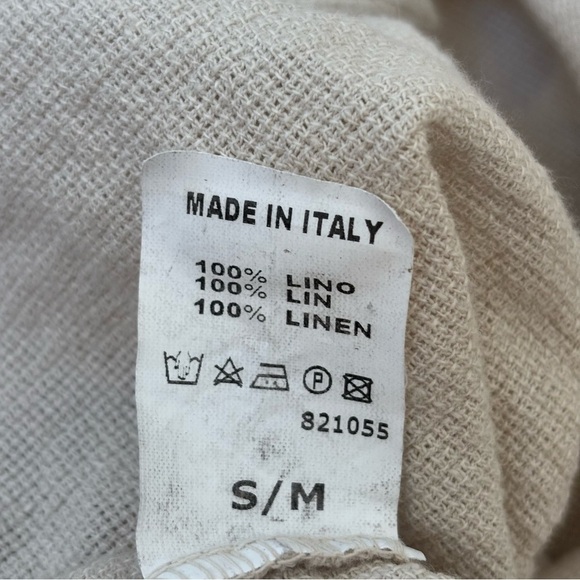 MADE IN ITALY
100% LINO
100% LIN
100% LINEN
P
821055
S/M